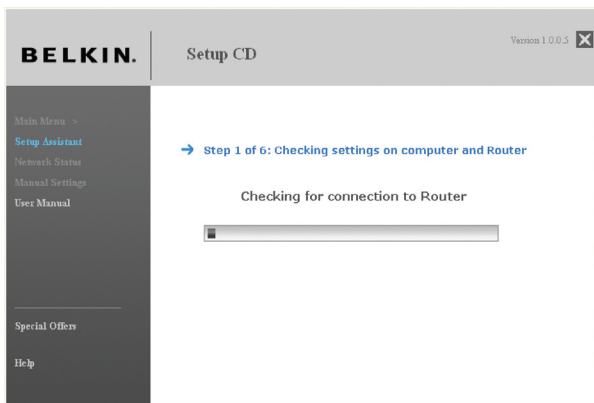 BELKIN.
Setup CD
Version 1.0.0.5
Main Menu >
Setup Assistant
Network Status
Manual Settings
User Manual
Special Offers
Help
Step 1 of 6: Checking settings on computer and Router
Checking for connection to Router